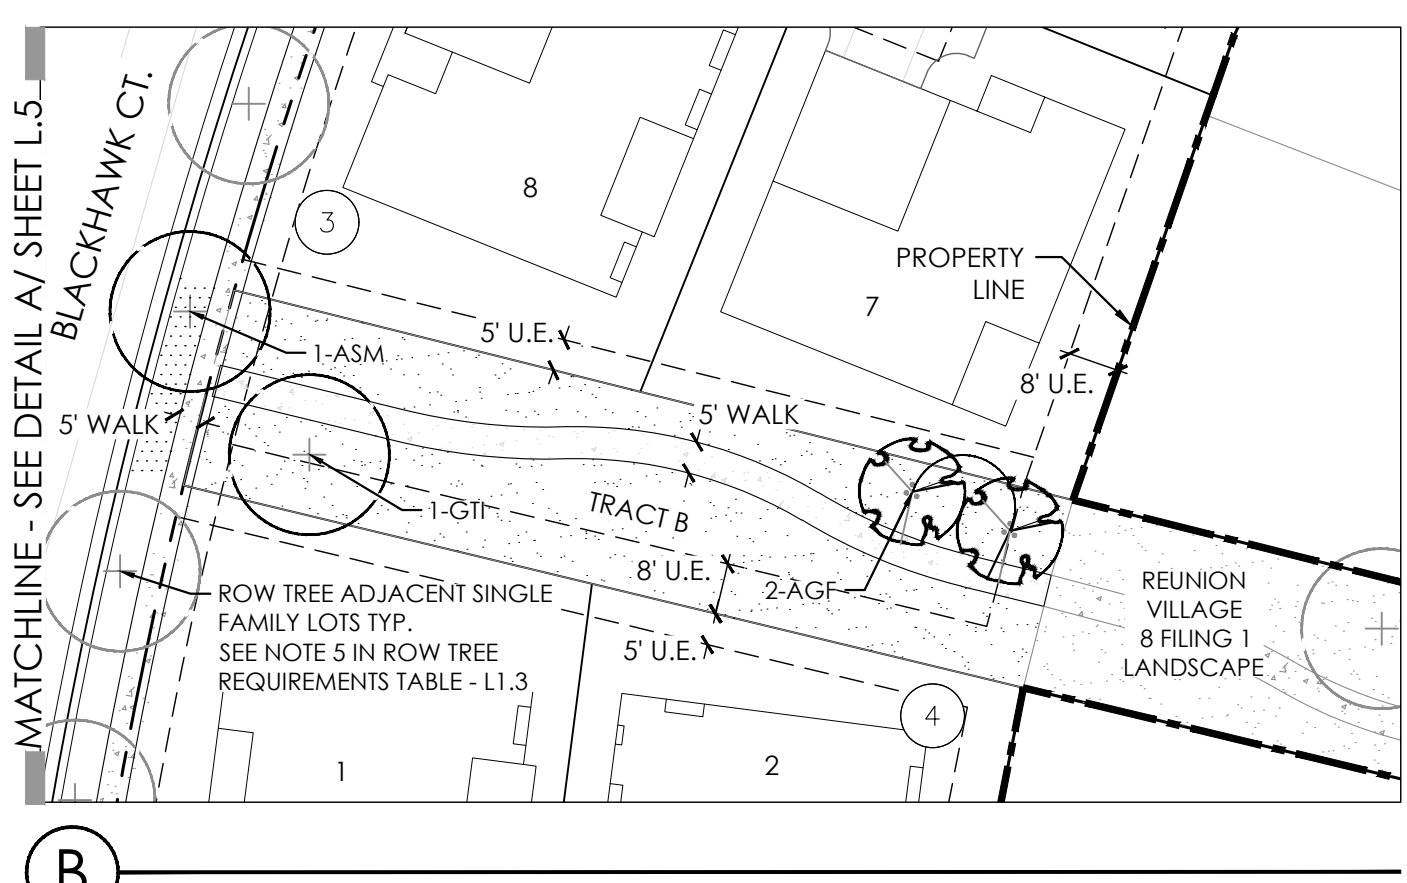 MATCHLINE - SEE DETAIL A/ SHEET L.5
BLACKHAWK CT.
8
3
PROPERTY
LINE
7
5' U.E.
1-ASM
8' U.E.
5' WALK
5' WALK
1-GTI
TRACT B
8' U.E.
2-AGF
REUNION
VILLAGE
8 FILING 1
LANDSCAPE
ROW TREE ADJACENT SINGLE
FAMILY LOTS TYP.
SEE NOTE 5 IN ROW TREE
REQUIREMENTS TABLE - L1.3
5' U.E.
4
1
2
B